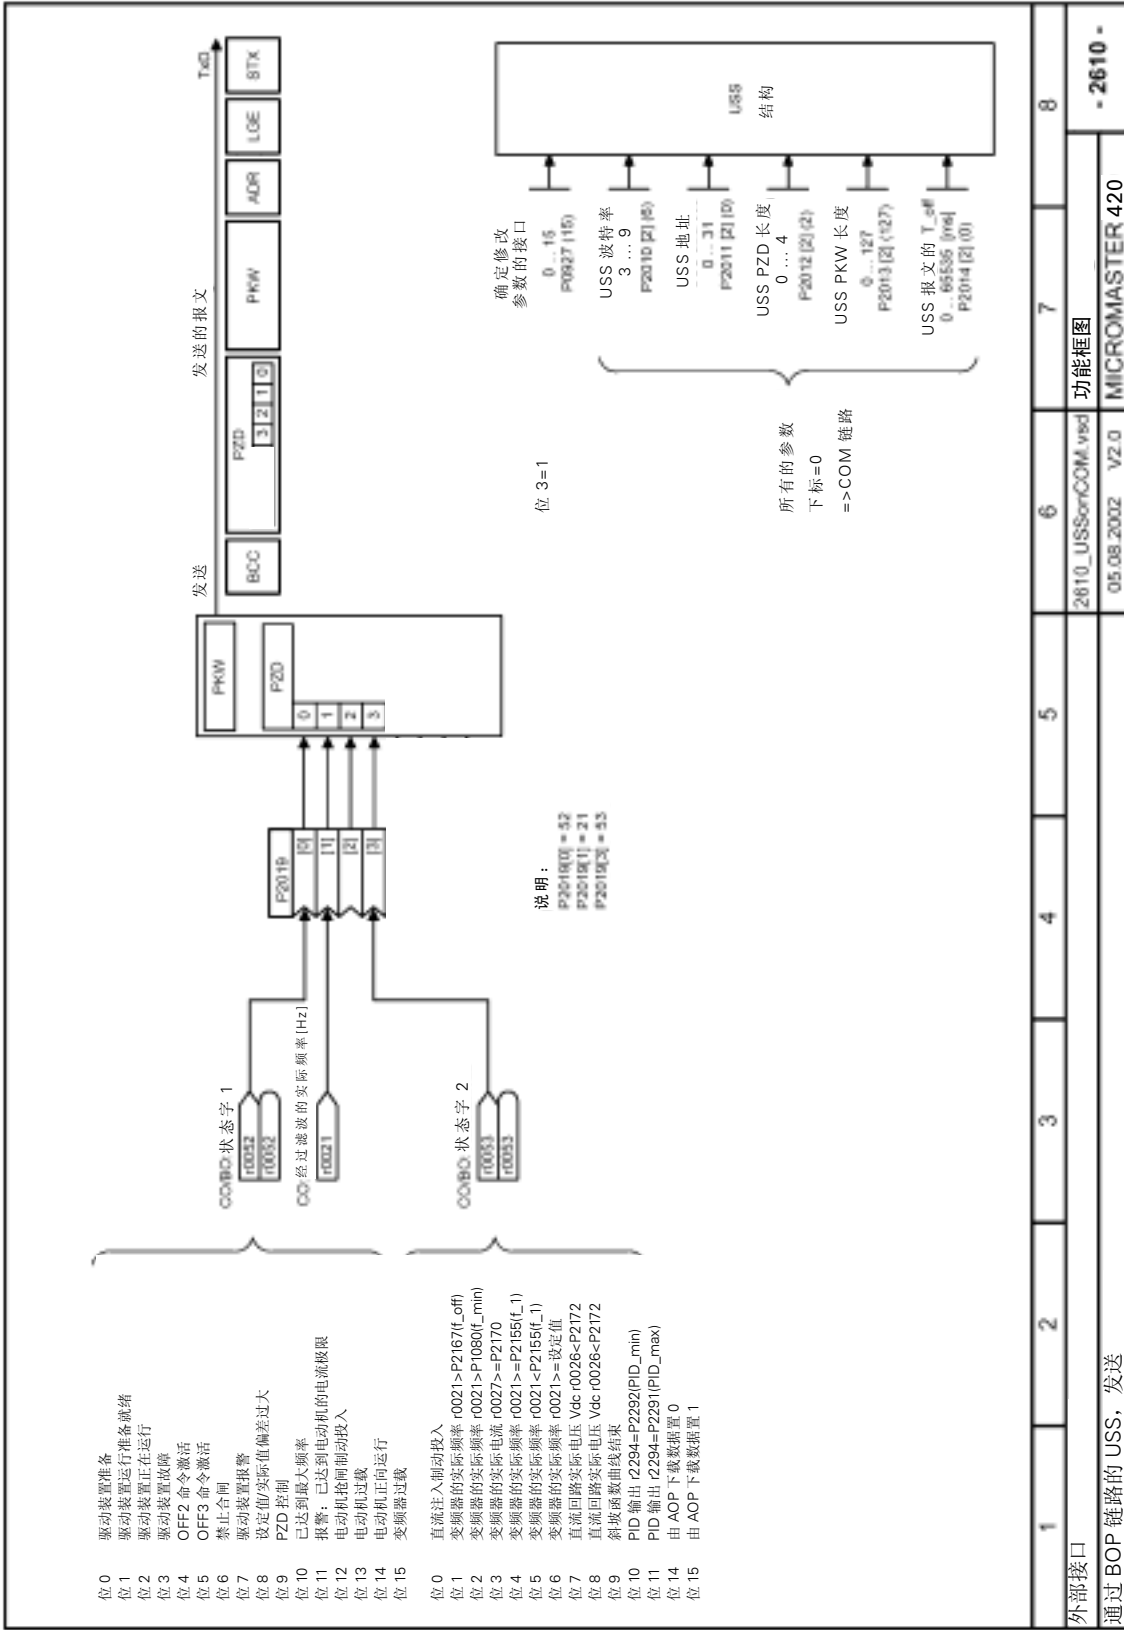 位 0 驱动装置准备
位 1 驱动装置运行准备就绪
位 2 驱动装置正在运行
位 3 驱动装置故障
位 4 OFF2 命令激活
位 5 OFF3 命令激活
位 6 禁止合闸
位 7 驱动装置报警
位 8 设定值/实际值偏差过大
位 9 PZD 控制
位 10 已达到最大频率
位 11 报警：已达到电动机的电流极限
位 12 电动机抱闸制动投入
位 13 电动机过载
位 14 电动机正向运行
位 15 变频器过载
位 0 直流注入制动投入
位 1 变频器的实际频率 r0021>P2167(f_off)
位 2 变频器的实际频率 r0021>P1080(f_min)
位 3 变频器的实际电流 r0027>=P2170
位 4 变频器的实际频率 r0021>=P2155(f_1)
位 5 变频器的实际频率 r0021<P2155(f_1)
位 6 变频器的实际频率 r0021>=设定值
位 7 直流回路实际电压 Vdc r0026<P2172
位 8 直流回路实际电压 Vdc r0026<P2172
位 9 斜坡函数曲线结束
位 10 PID 输出 r2294=P2292(PID_min)
位 11 PID 输出 r2294=P2291(PID_max)
位 14 由 AOP 下载数据置 0
位 15 由 AOP 下载数据置 1
CO/BO:状态字 1
r0052
r0052
CO:经过滤波的实际频率[Hz]
r0021
CO/BO:状态字 2
r0053
r0053
P2019
[0]
[1]
[2]
[3]
说明：
P2019[0] = 52
P2019[1] = 21
P2019[3] = 53
PKW
PZD
0
1
2
3
发送
发送的报文
TxD
BCC
PZD
3 2 1 0
PKW
ADR
LGE
STX
位 3=1
确定修改
参数的接口
0 ... 15
P0927 (15)
USS 波特率
3 ... 9
P2010 [2] (6)
USS 地址
0 ... 31
P2011 [2] (0)
USS PZD 长度
0 ... 4
P2012 [2] (2)
USS PKW 长度
0 ... 127
P2013 [2] (127)
USS 报文的 T_off
0 ... 65535 [ms]
P2014 [2] (0)
所有的参数
下标=0
=>COM 链路
USS
结构
1 2 3 4 5 6 7 8
外部接口 2610_USSonCOM.vsd 功能框图 - 2610 -
通过 BOP 链路的 USS，发送 05.08.2002 V2.0 MICROMASTER 420